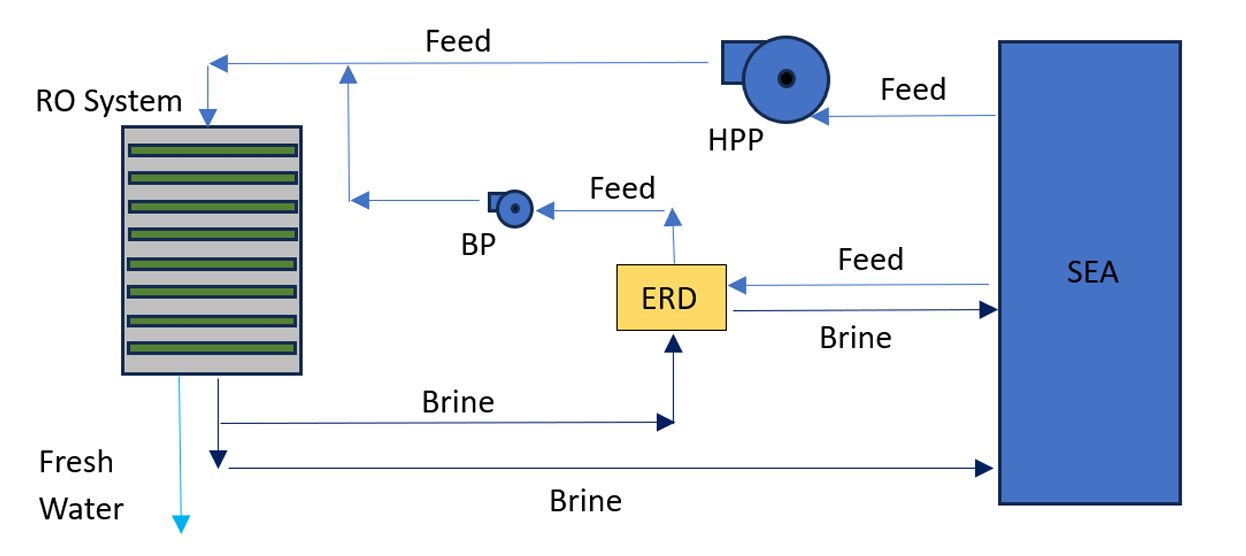 Feed
RO System
Feed
HPP
Feed
BP
Feed
SEA
ERD
Brine
Brine
Fresh
Water
Brine